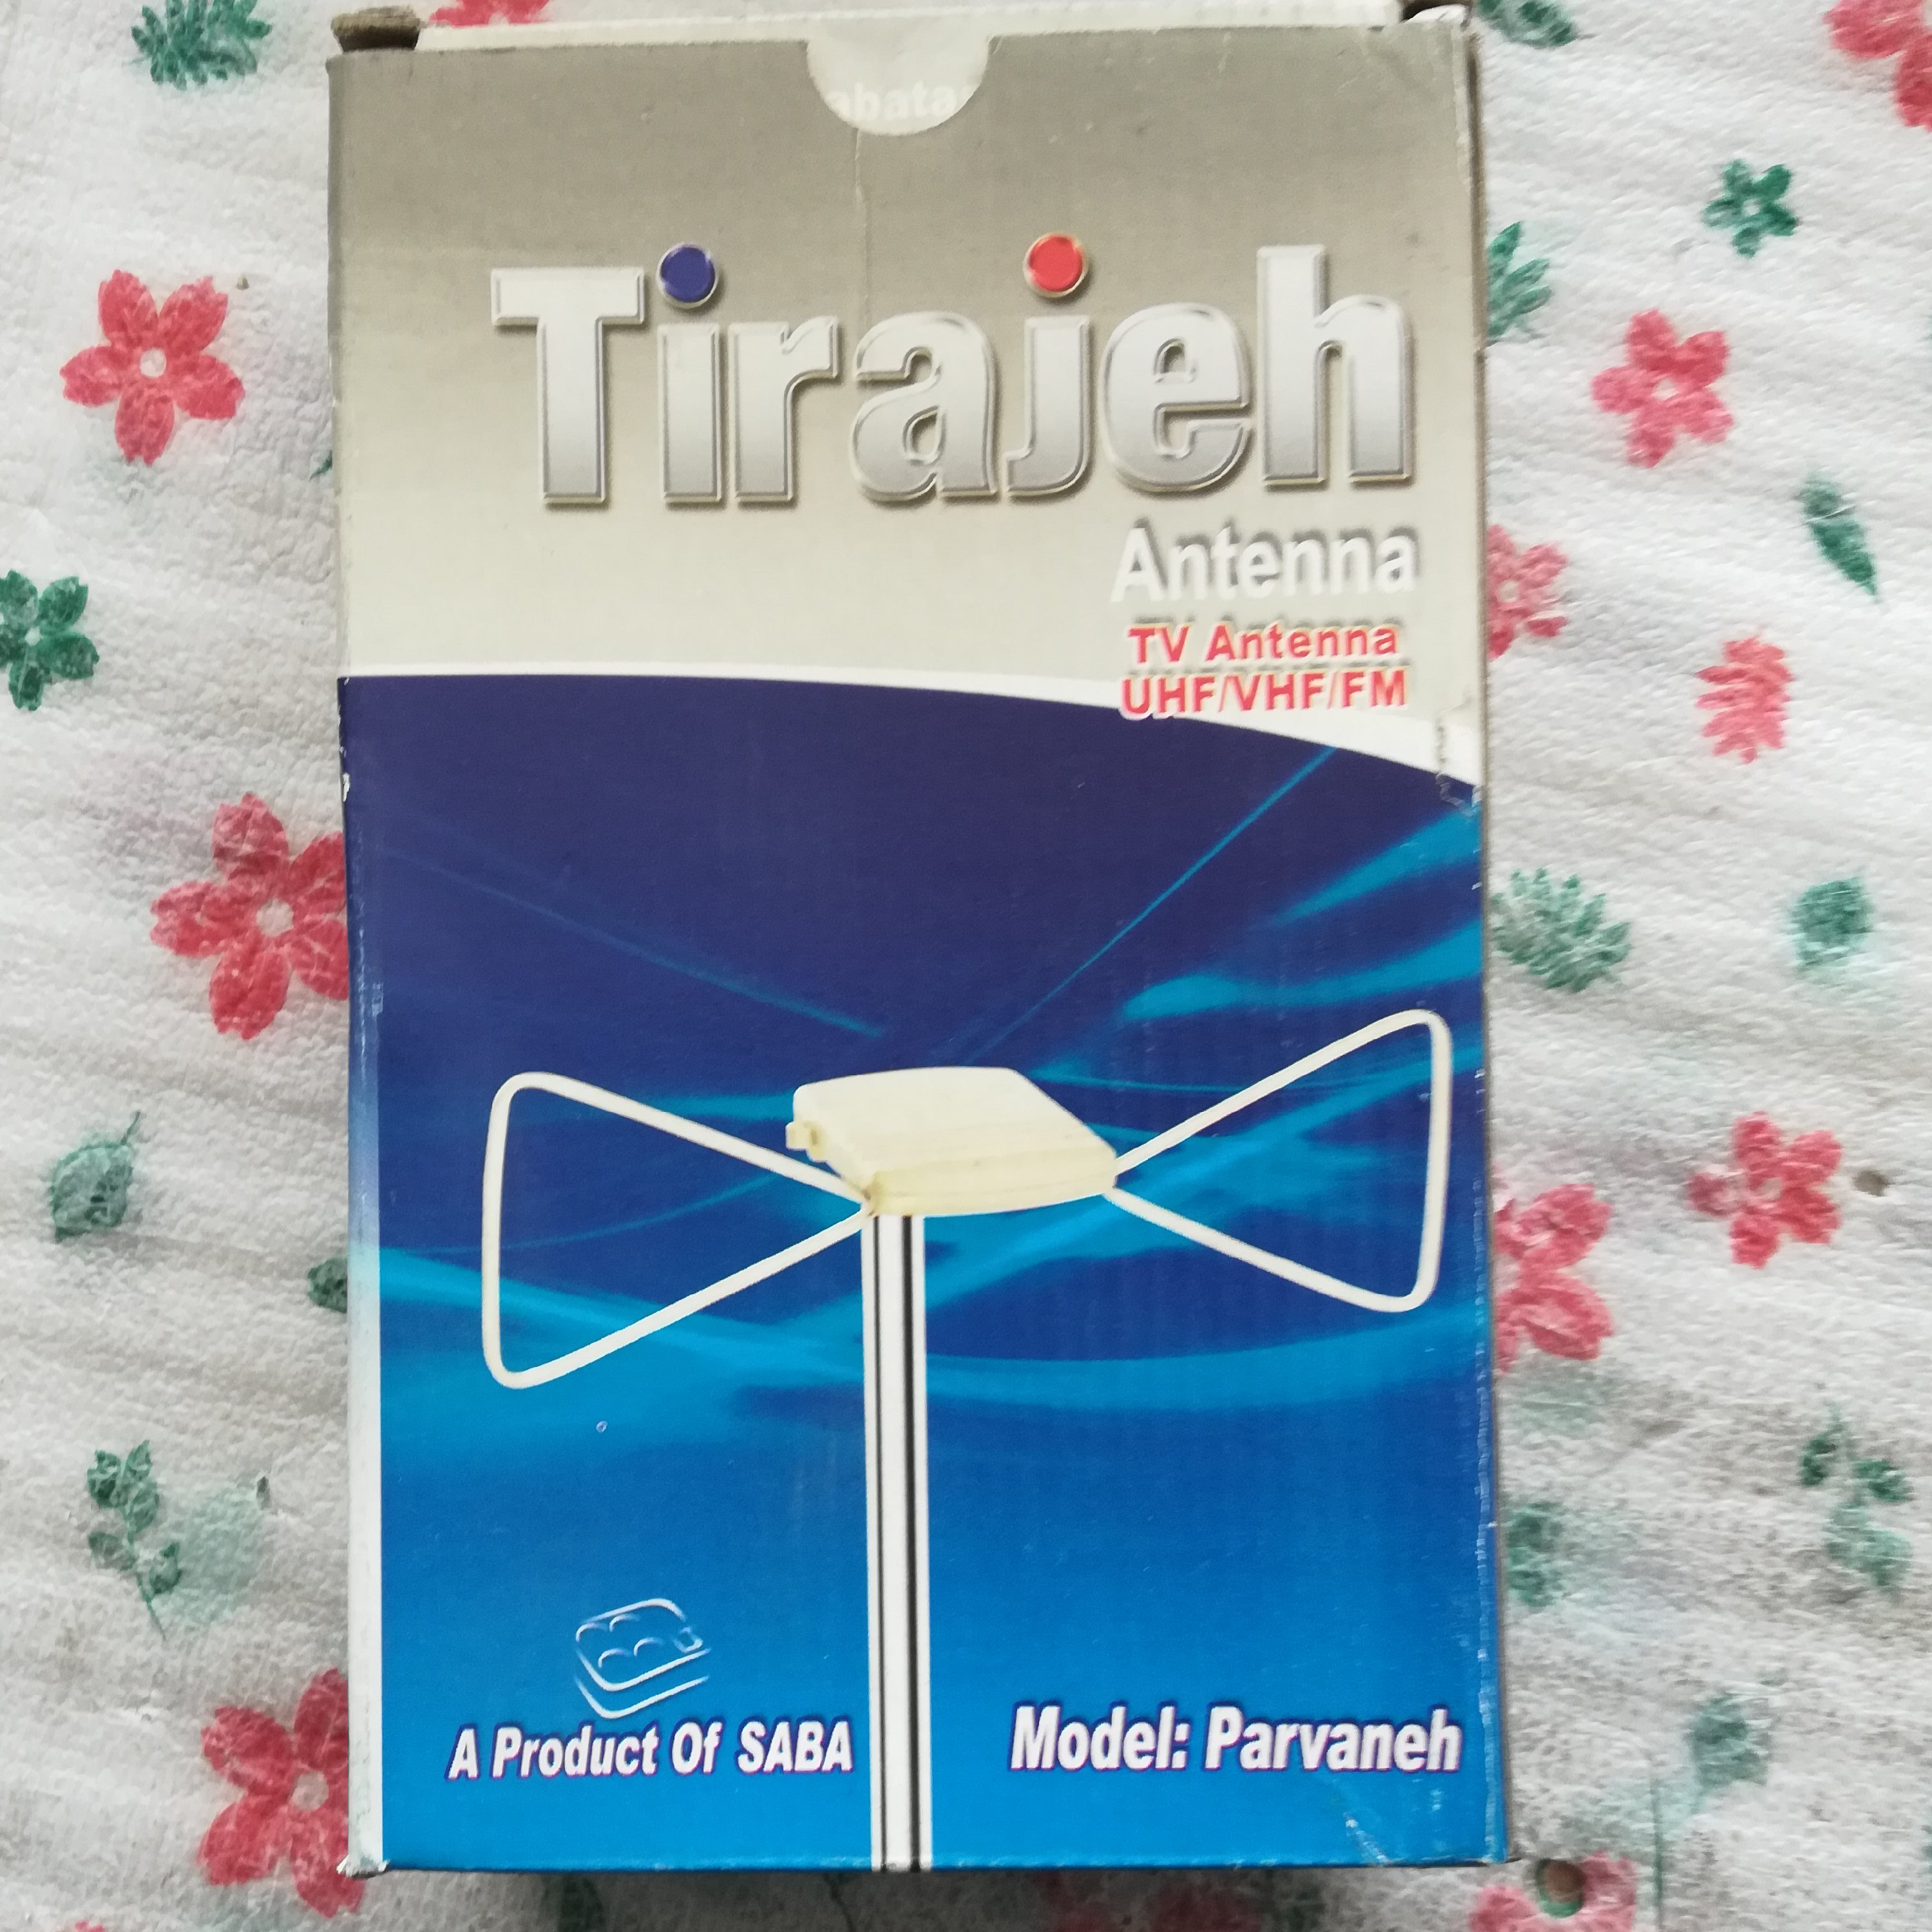 Tirajeh
Antenna
TV Antenna
UHF/VHF/FM
A Product Of SABA
Model: Parvaneh